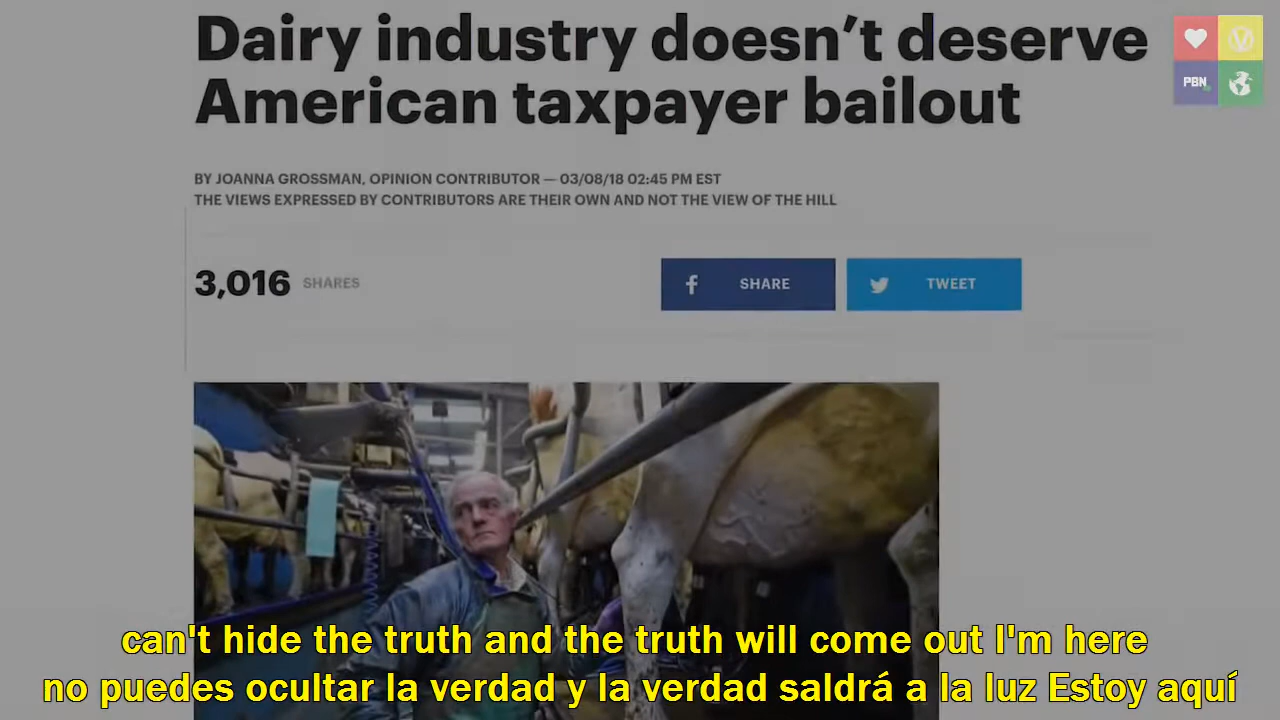 Dairy industry doesn't deserve
American taxpayer bailout
PBN
BY JOANNA GROSSMAN, OPINION CONTRIBUTOR — 03/08/18 02:45 PM EST
THE VIEWS EXPRESSED BY CONTRIBUTORS ARE THEIR OWN AND NOT THE VIEW OF THE HILL
3,016 SHARES
SHARE
TWEET
can't hide the truth and the truth will come out I'm here
no puedes ocultar la verdad y la verdad saldrá a la luz Estoy aquí